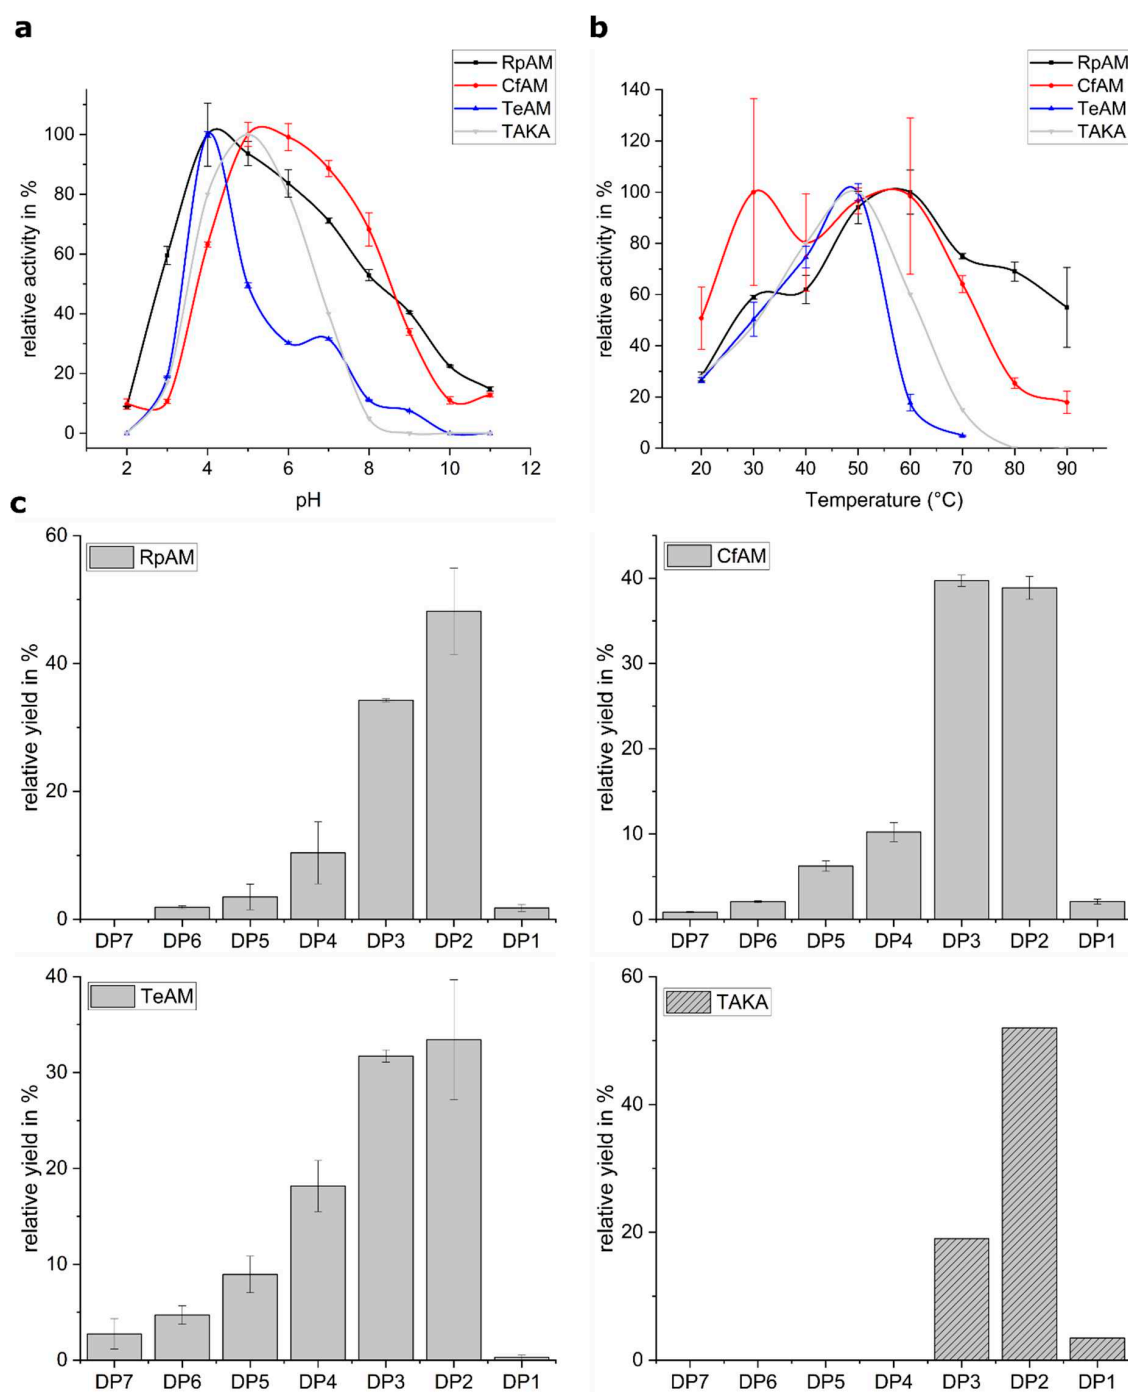 a
RpAM
CfAM
TeAM
TAKA
relative activity in %
100
80
60
40
20
0
2 4 6 8 10 12
pH
b
RpAM
CfAM
TeAM
TAKA
relative activity in %
140
120
100
80
60
40
20
0
20 30 40 50 60 70 80 90
Temperature (°C)
c
RpAM
relative yield in %
60
40
20
0
DP7 DP6 DP5 DP4 DP3 DP2 DP1
CfAM
relative yield in %
40
30
20
10
0
DP7 DP6 DP5 DP4 DP3 DP2 DP1
TeAM
relative yield in %
40
30
20
10
0
DP7 DP6 DP5 DP4 DP3 DP2 DP1
TAKA
relative yield in %
60
40
20
0
DP7 DP6 DP5 DP4 DP3 DP2 DP1